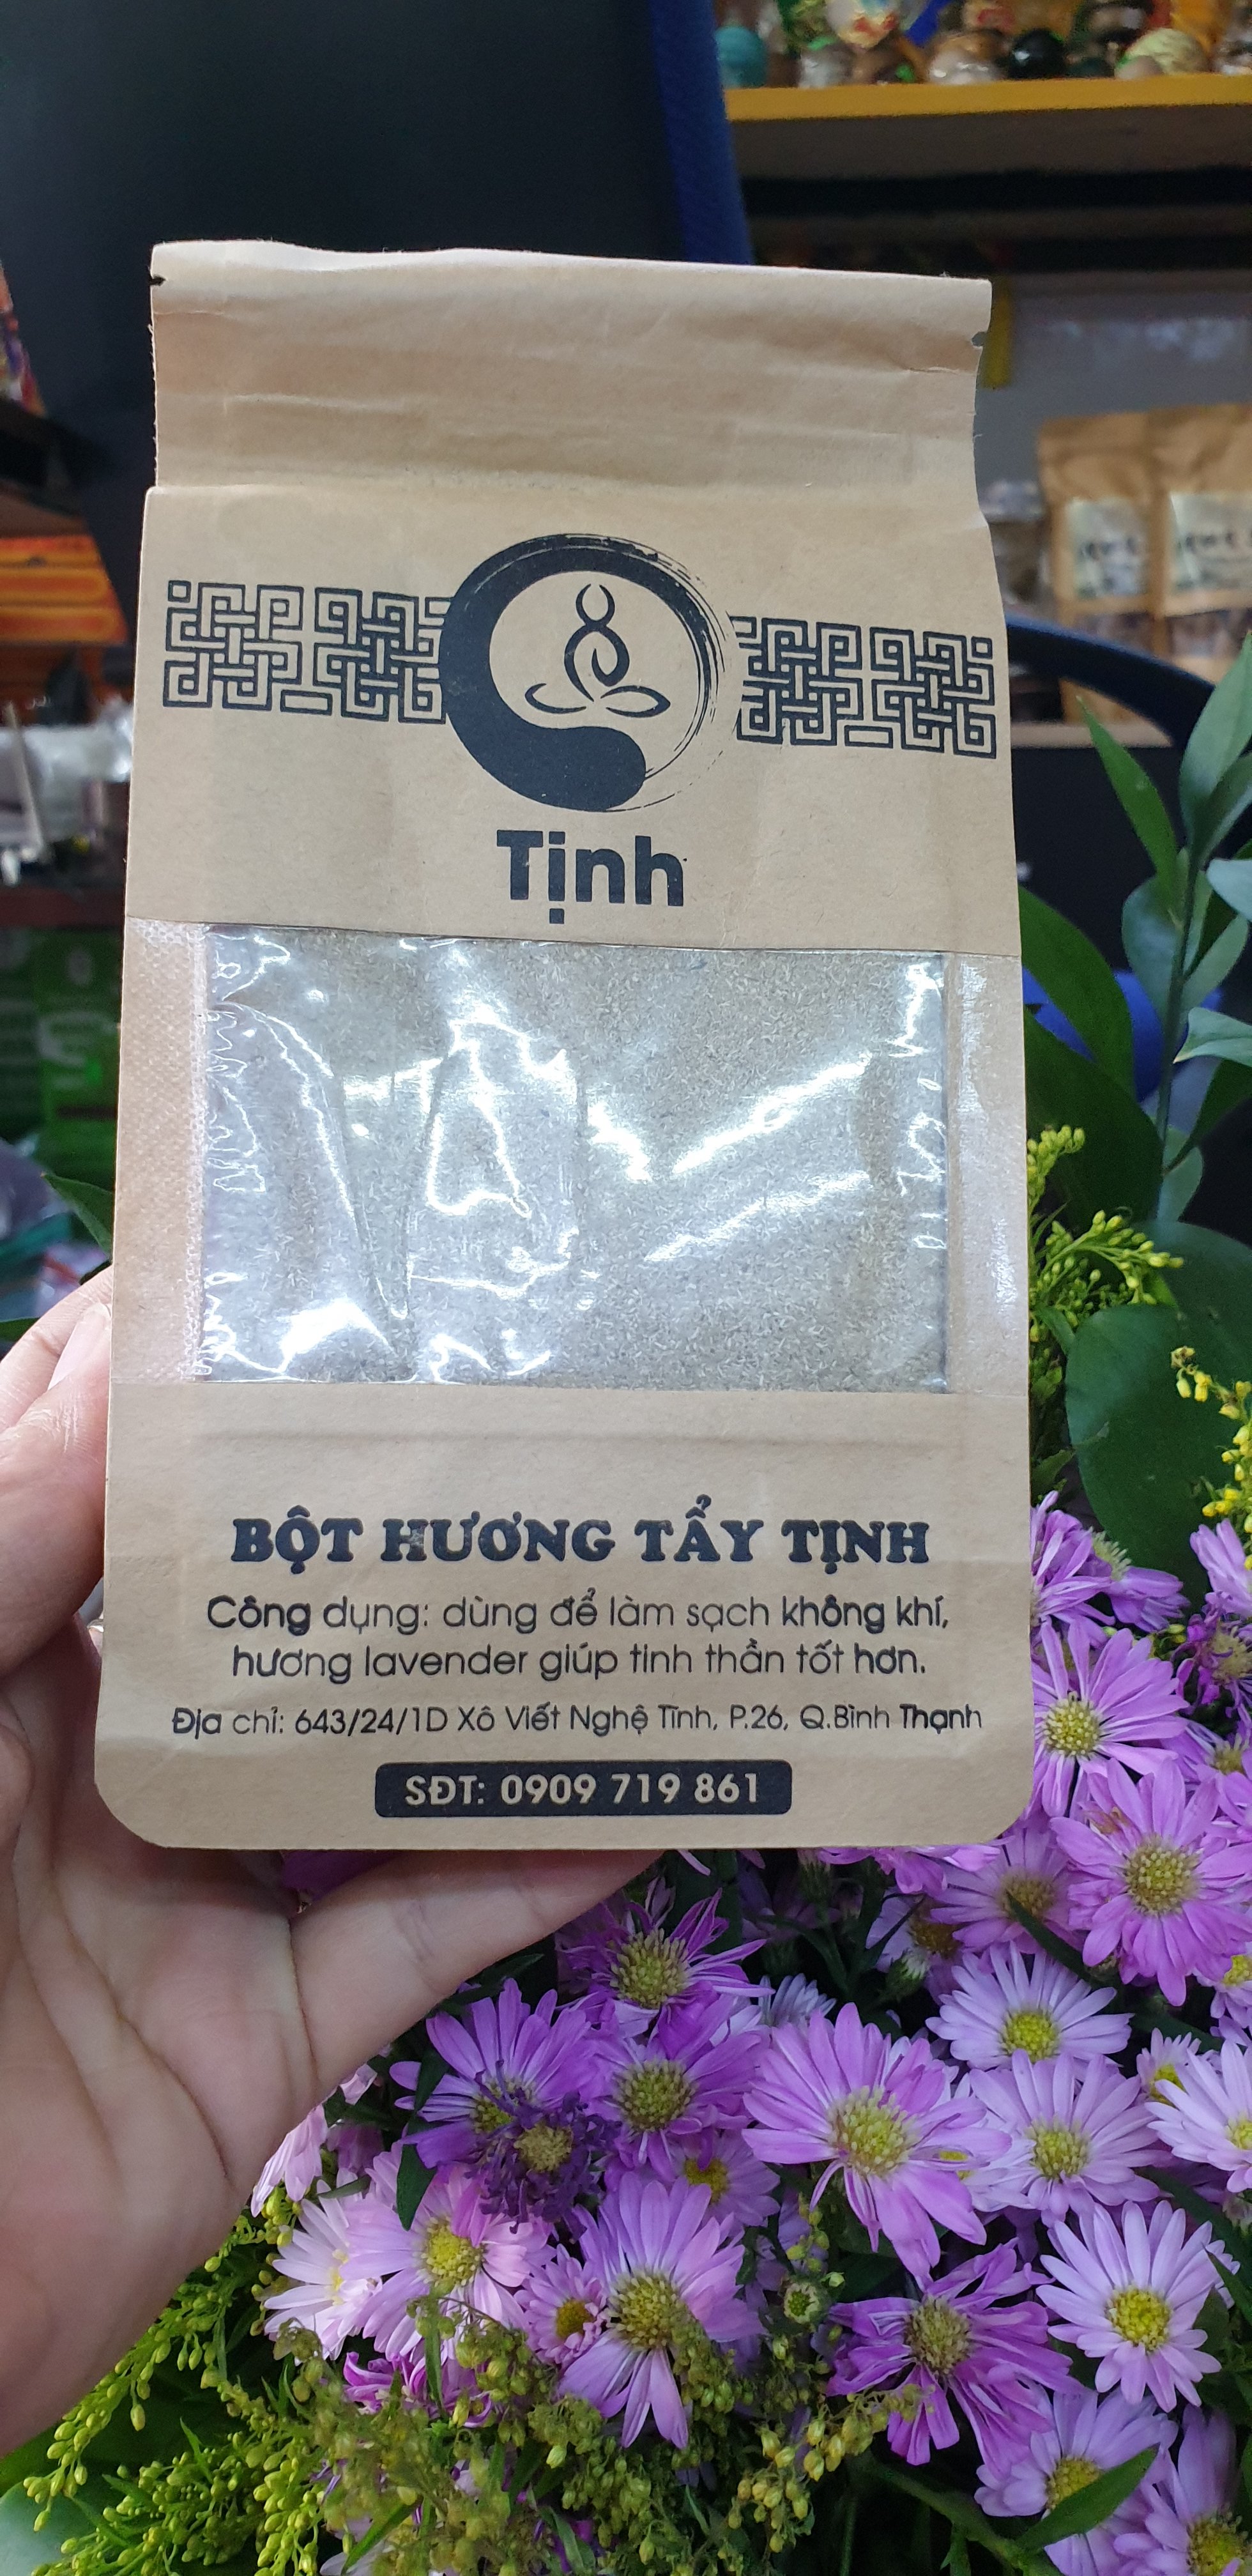 Tịnh
BỘT HƯƠNG TẨY TỊNH
Công dụng: dùng để làm sạch không khí,
hương lavender giúp tinh thần tốt hơn.
Địa chỉ: 643/24/1D Xô Viết Nghệ Tĩnh, P.26, Q.Bình Thạnh
SĐT: 0909 719 861